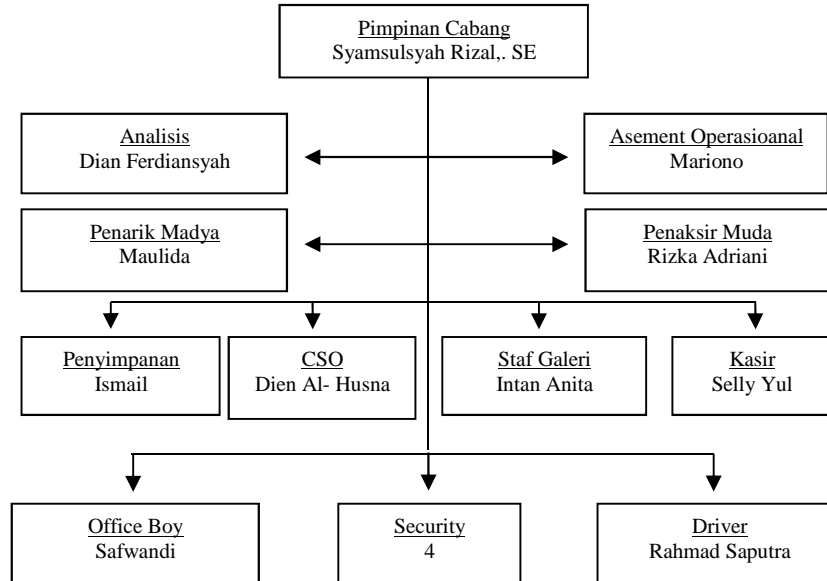 Pimpinan Cabang
Syamsulsyah Rizal,. SE
Analisis
Dian Ferdiansyah
Asement Operasioanal
Mariono
Penarik Madya
Maulida
Penaksir Muda
Rizka Adriani
Penyimpanan
Ismail
CSO
Dien Al- Husna
Staf Galeri
Intan Anita
Kasir
Selly Yul
Office Boy
Safwandi
Security
4
Driver
Rahmad Saputra